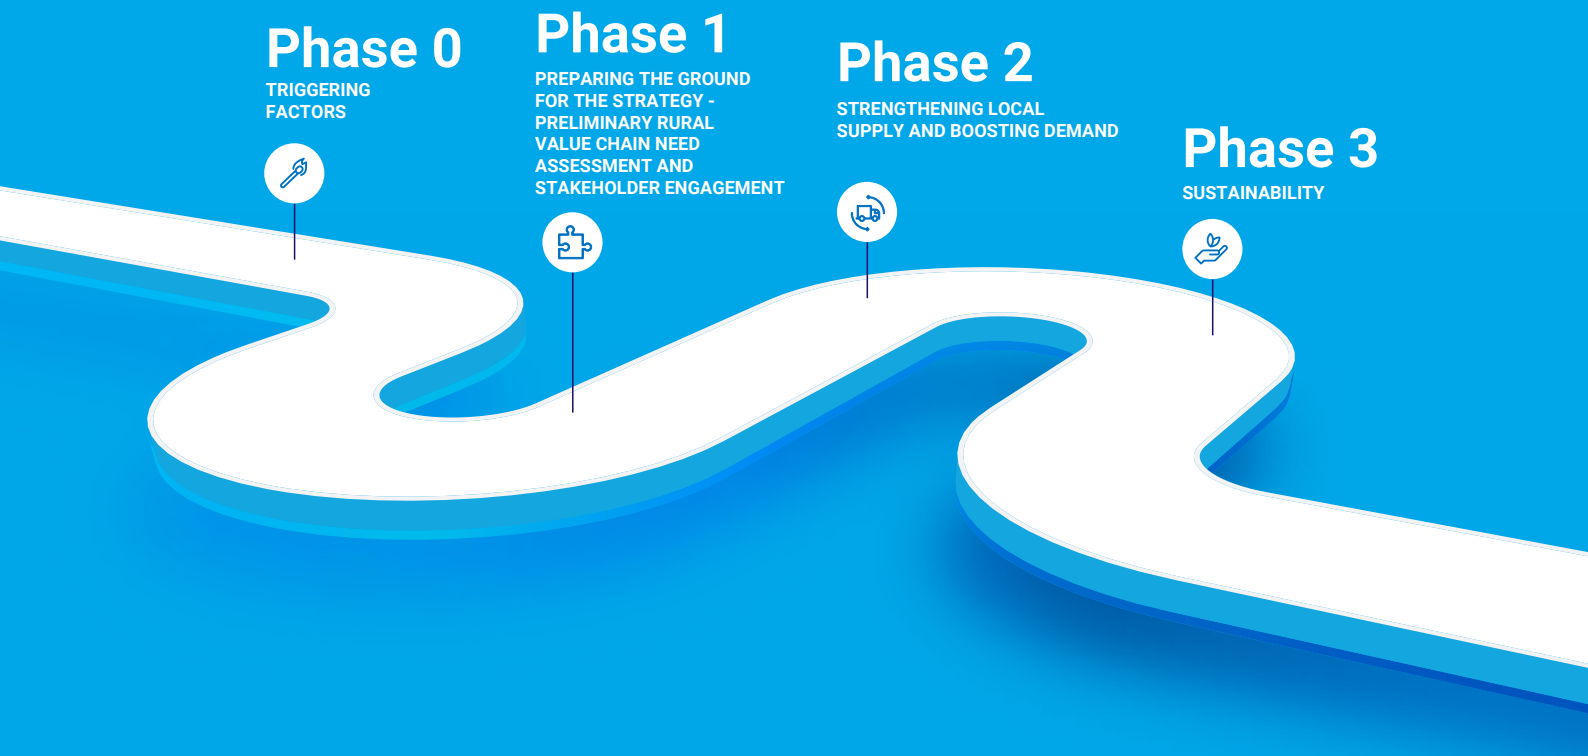 Phase 0
TRIGGERING
FACTORS
Phase 1
PREPARING THE GROUND
FOR THE STRATEGY -
PRELIMINARY RURAL
VALUE CHAIN NEED
ASSESSMENT AND
STAKEHOLDER ENGAGEMENT
Phase 2
STRENGTHENING LOCAL
SUPPLY AND BOOSTING DEMAND
Phase 3
SUSTAINABILITY